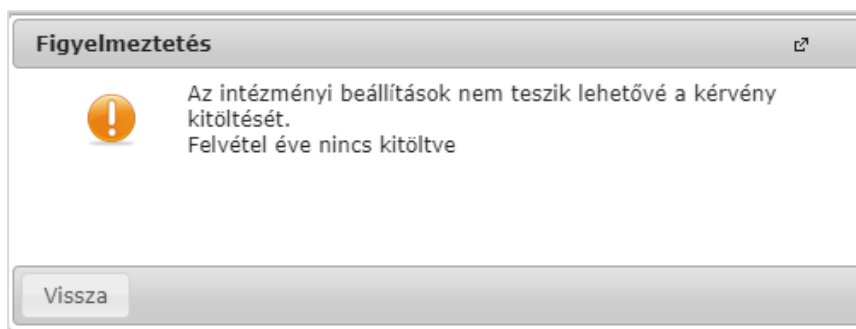 Figyelmeztetés
Az intézményi beállítások nem teszik lehetővé a kérvény
kitöltését.
Felvétel éve nincs kitöltve
Vissza